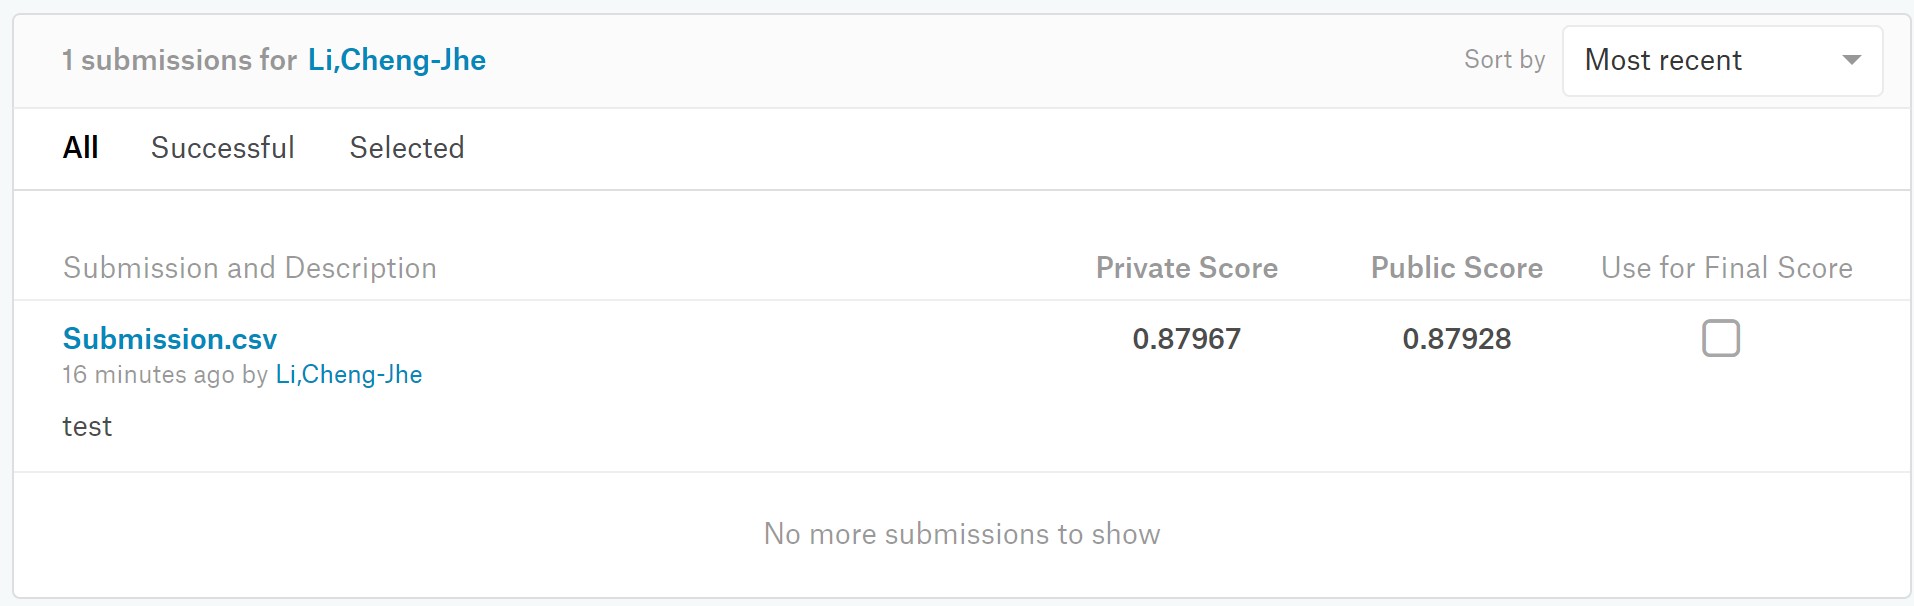 1 submissions for Li,Cheng-Jhe
Sort by Most recent
All Successful Selected
Submission and Description Private Score Public Score Use for Final Score
Submission.csv 0.87967 0.87928
16 minutes ago by Li,Cheng-Jhe
test
No more submissions to show